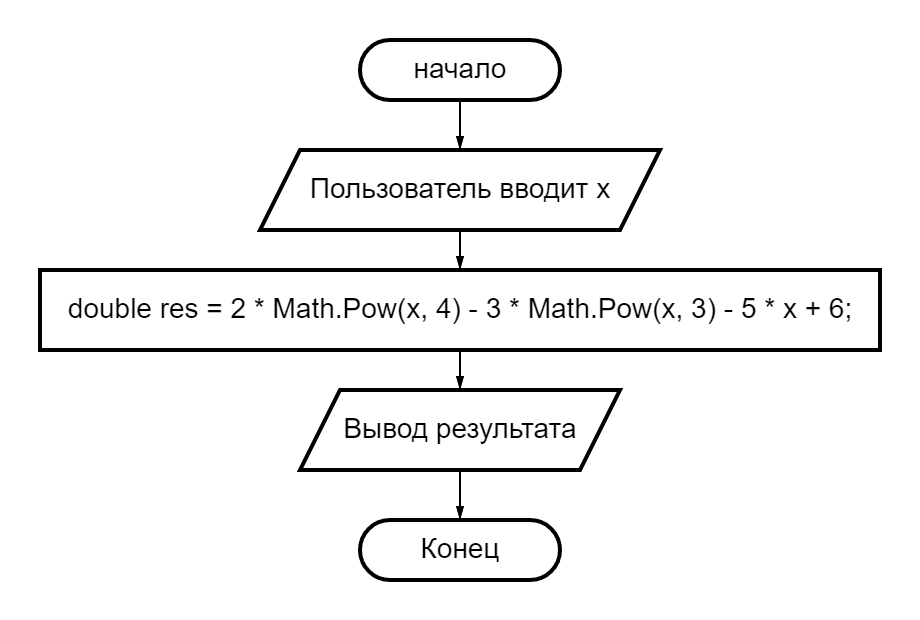 начало
Пользователь вводит x
double res = 2 * Math.Pow(x, 4) - 3 * Math.Pow(x, 3) - 5 * x + 6;
Вывод результата
Конец